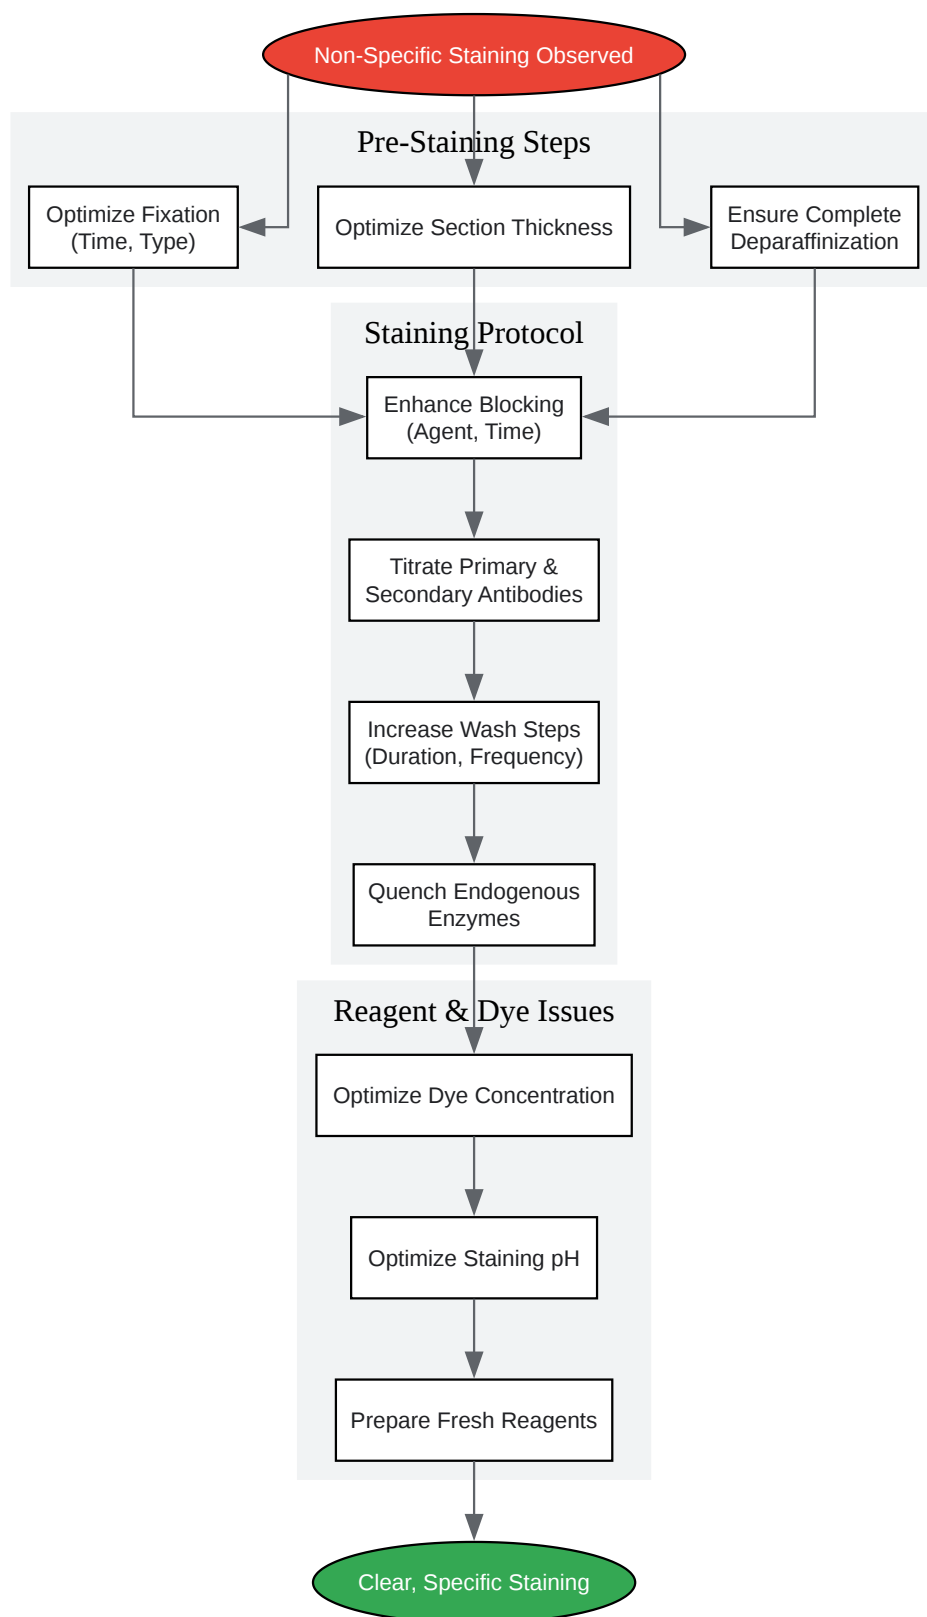 Non-Specific Staining Observed
Pre-Staining Steps
Optimize Fixation
(Time, Type)
Optimize Section Thickness
Ensure Complete
Deparaffinization
Staining Protocol
Enhance Blocking
(Agent, Time)
Titrate Primary &
Secondary Antibodies
Increase Wash Steps
(Duration, Frequency)
Quench Endogenous
Enzymes
Reagent & Dye Issues
Optimize Dye Concentration
Optimize Staining pH
Prepare Fresh Reagents
Clear, Specific Staining